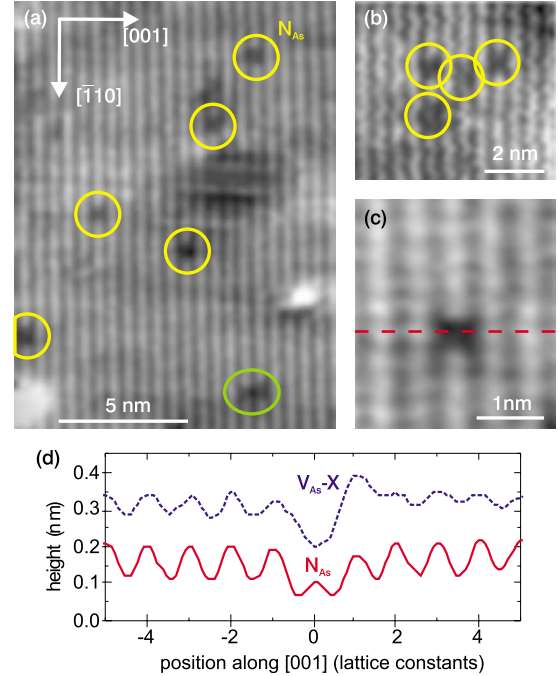 (a)
[001]
[1̄10]
N_As
5 nm
(b)
2 nm
(c)
1nm
(d)
height (nm)
0.4
0.3
0.2
0.1
0.0
V_As-X
N_As
-4
-2
0
2
4
position along [001] (lattice constants)